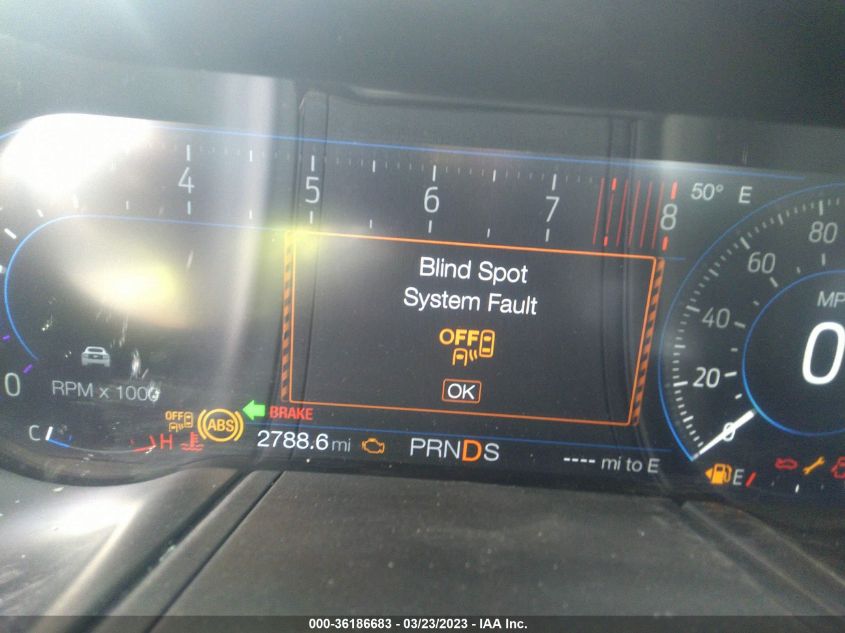 4 5 6 7 8
50° E
80
60
40
20
0
MP
0
Blind Spot
System Fault
OFF
OK
0
RPM x 1000
OFF
ABS
BRAKE
C H
2788.6 mi
PRNDS
---- mi to E
E
000-36186683 / 03/23/2023 - IAA Inc.